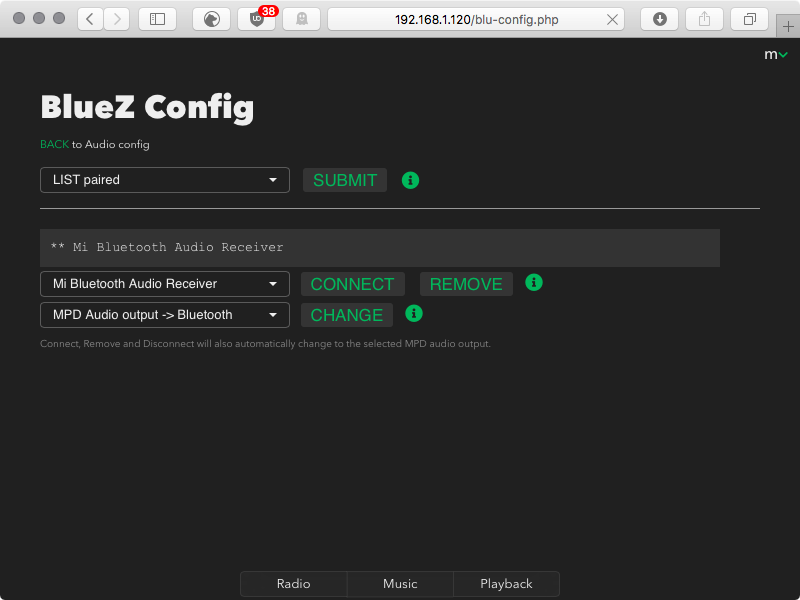 38
192.168.1.120/blu-config.php
m
BlueZ Config
BACK to Audio config
LIST paired SUBMIT
** Mi Bluetooth Audio Receiver
Mi Bluetooth Audio Receiver CONNECT REMOVE
MPD Audio output -> Bluetooth CHANGE
Connect, Remove and Disconnect will also automatically change to the selected MPD audio output.
Radio Music Playback